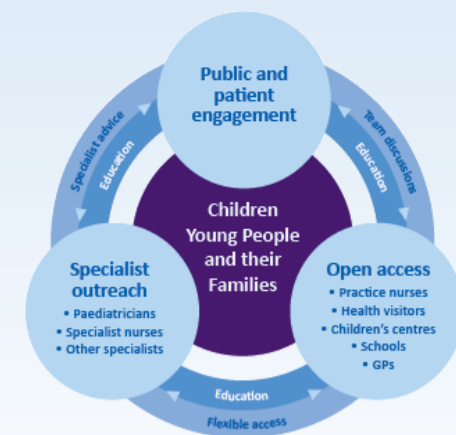 Public and
patient
engagement
Specialist advice
Education
Team discussions
Education
Children
Young People
and their
Families
Specialist
outreach
• Paediatricians
• Specialist nurses
• Other specialists
Open access
• Practice nurses
• Health visitors
• Children's centres
• Schools
• GPs
Education
Flexible access